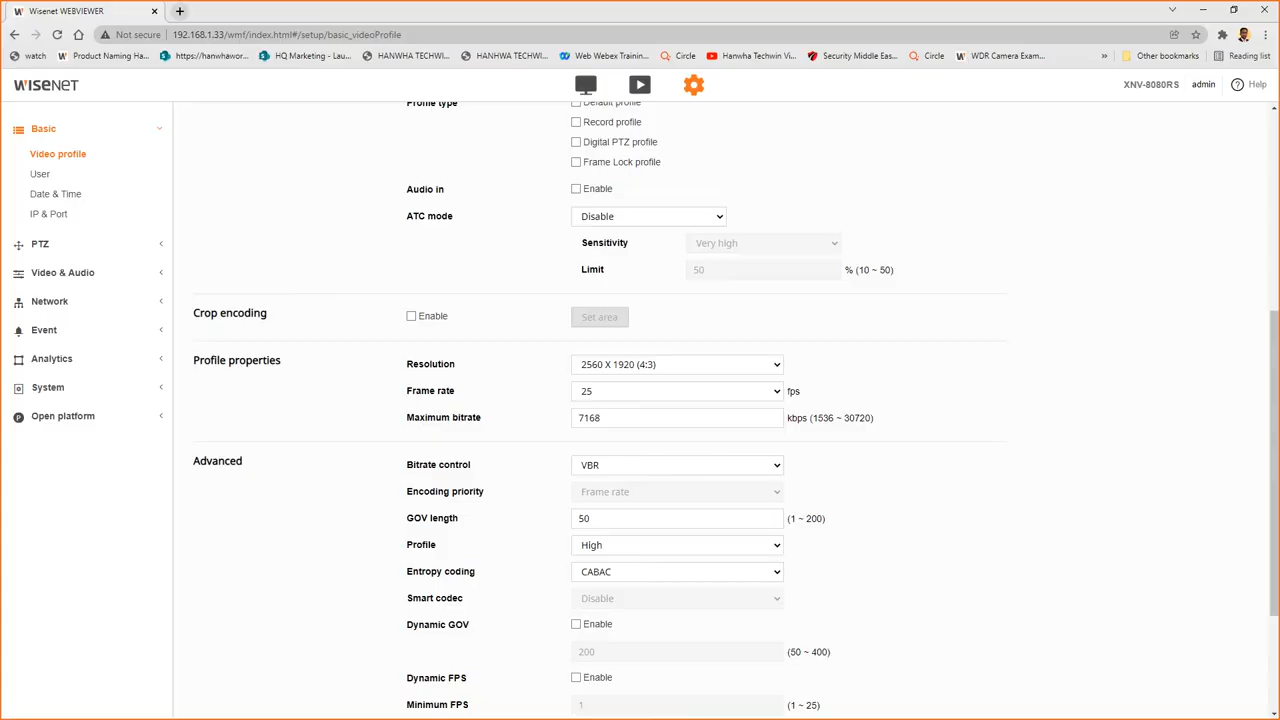 Wisenet WEBVIEWER
Not secure 192.168.1.33/wmf/index.html#/setup/basic_videoProfile
watch Product Naming Ha... https://hanwhawor... HQ Marketing - Lau... HANWHA TECHWI... HANHWA TECHWI... Web Webex Training... Circle Hanwha Techwin Vi... Security Middle Eas... Circle WDR Camera Exam... » Other bookmarks Reading list
WISENET XNV-8080RS admin Help
Basic
Video profile
User
Date & Time
IP & Port
PTZ
Video & Audio
Network
Event
Analytics
System
Open platform
Profile type Default profile
Record profile
Digital PTZ profile
Frame Lock profile
Audio in Enable
ATC mode Disable
Sensitivity Very high
Limit 50 % (10 ~ 50)
Crop encoding Enable Set area
Profile properties Resolution 2560 X 1920 (4:3)
Frame rate 25 fps
Maximum bitrate 7168 kbps (1536 ~ 30720)
Advanced Bitrate control VBR
Encoding priority Frame rate
GOV length 50 (1 ~ 200)
Profile High
Entropy coding CABAC
Smart codec Disable
Dynamic GOV Enable
200 (50 ~ 400)
Dynamic FPS Enable
Minimum FPS 1 (1 ~ 25)